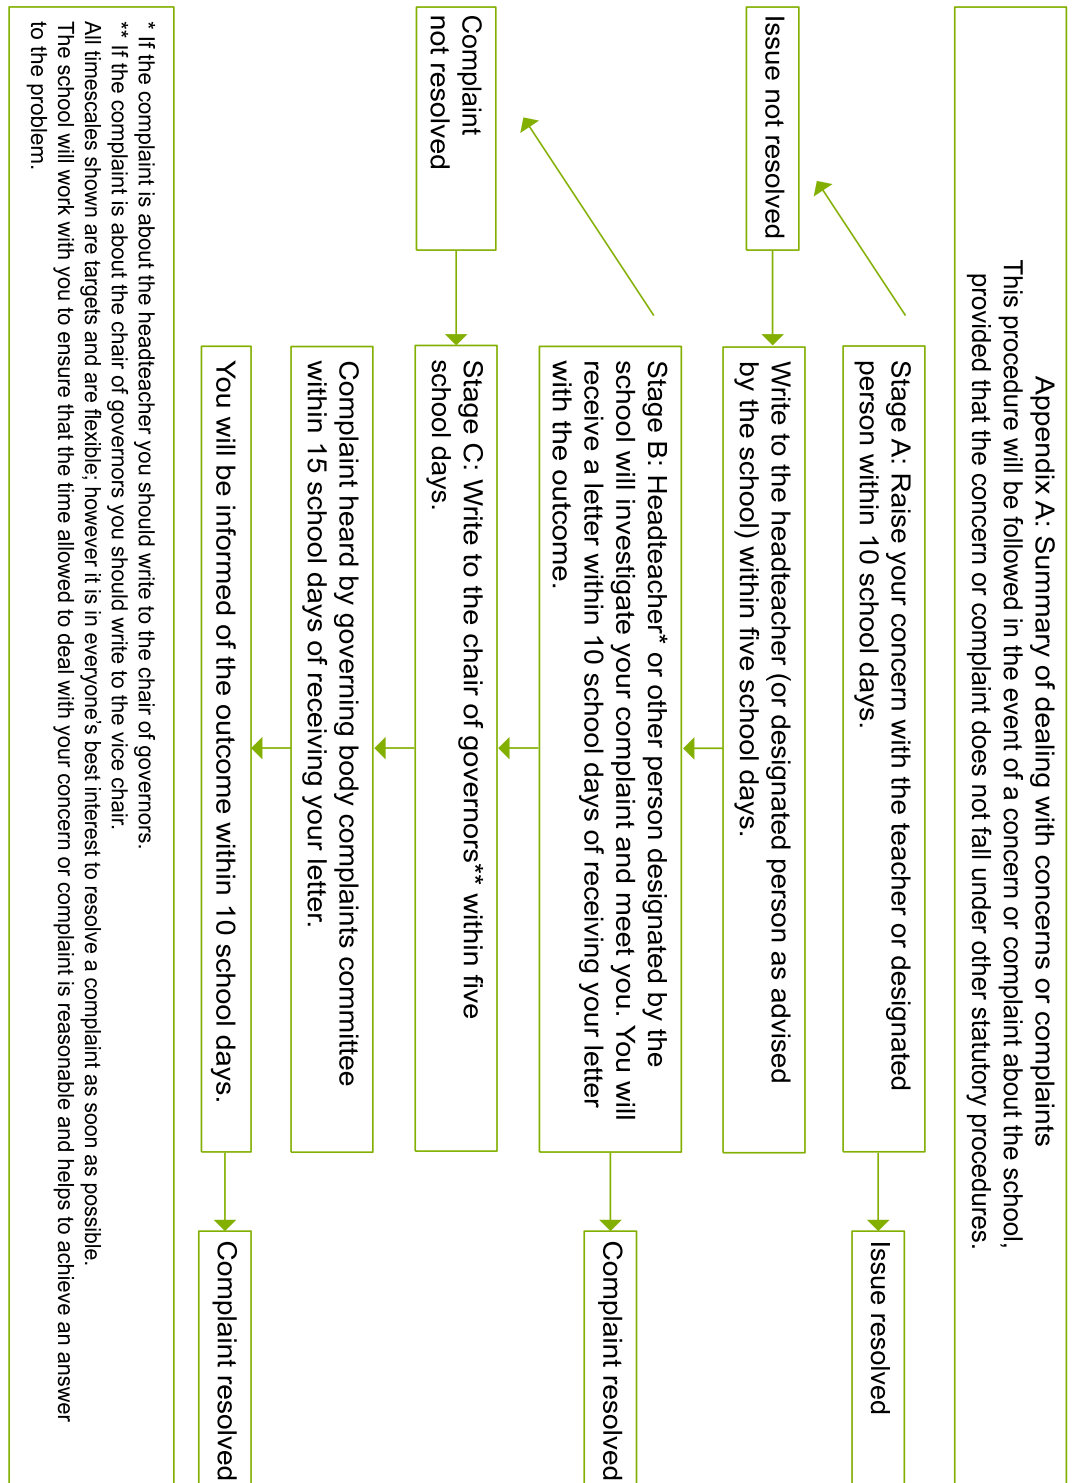 Appendix A: Summary of dealing with concerns or complaints
This procedure will be followed in the event of a concern or complaint about the school,
provided that the concern or complaint does not fall under other statutory procedures.
Stage A: Raise your concern with the teacher or designated
person within 10 school days.
Issue resolved
Issue not resolved
Write to the headteacher (or designated person as advised
by the school) within five school days.
Stage B: Headteacher* or other person designated by the
school will investigate your complaint and meet you. You will
receive a letter within 10 school days of receiving your letter
with the outcome.
Complaint resolved
Complaint
not resolved
Stage C: Write to the chair of governors** within five
school days.
Complaint heard by governing body complaints committee
within 15 school days of receiving your letter.
You will be informed of the outcome within 10 school days.
Complaint resolved
* If the complaint is about the headteacher you should write to the chair of governors.
** If the complaint is about the chair of governors you should write to the vice chair.
All timescales shown are targets and are flexible; however it is in everyone’s best interest to resolve a complaint as soon as possible.
The school will work with you to ensure that the time allowed to deal with your concern or complaint is reasonable and helps to achieve an answer
to the problem.